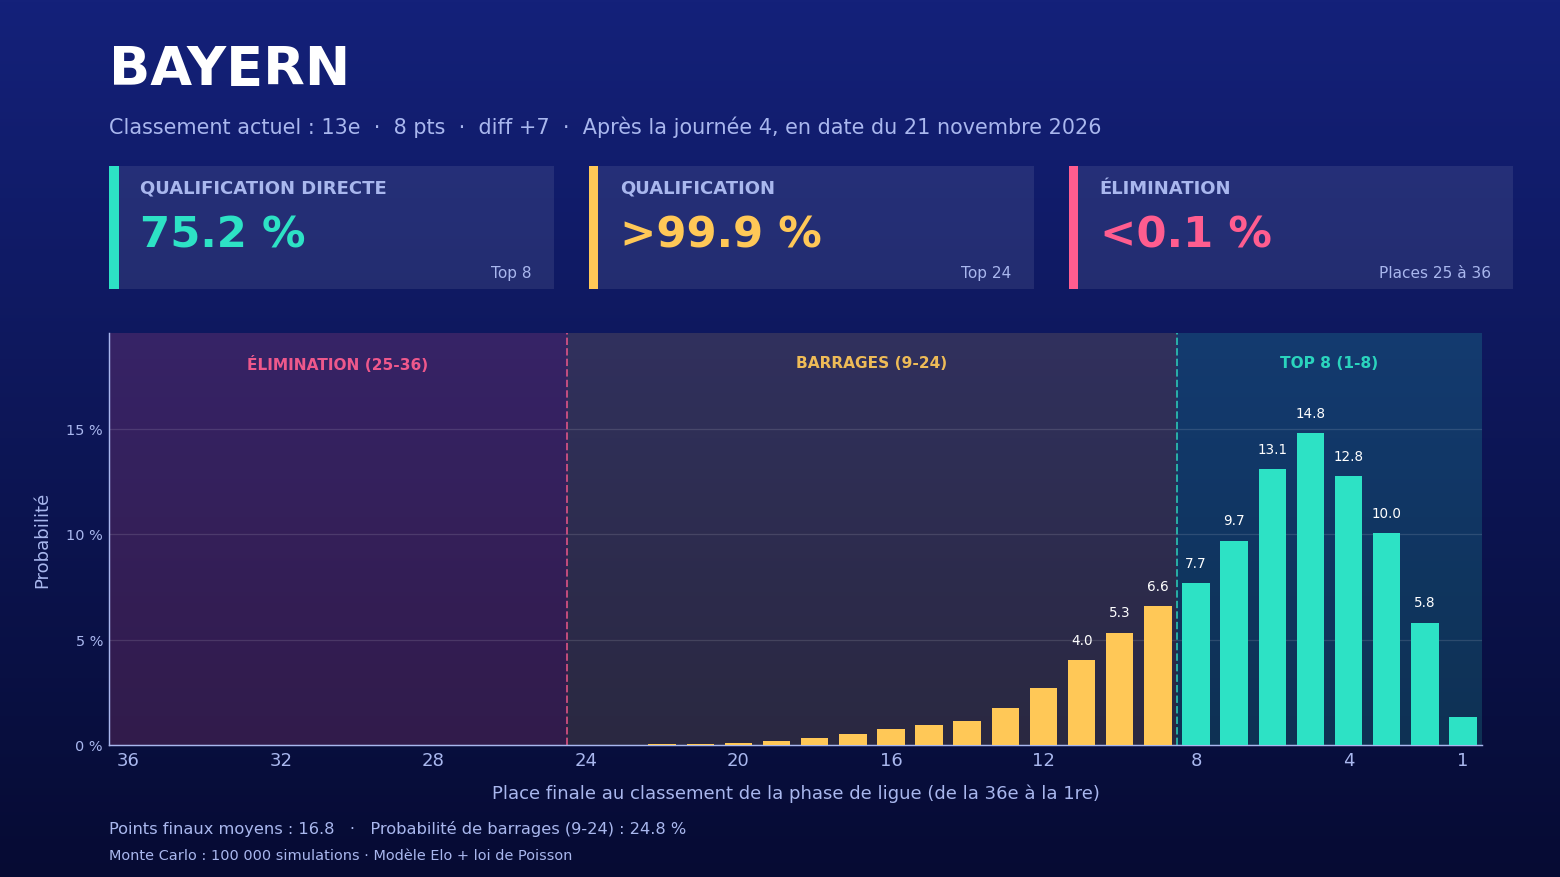 BAYERN
Classement actuel : 13e · 8 pts · diff +7 · Après la journée 4, en date du 21 novembre 2026
QUALIFICATION DIRECTE
75.2 %
Top 8
QUALIFICATION
>99.9 %
Top 24
ÉLIMINATION
<0.1 %
Places 25 à 36
ÉLIMINATION (25-36)
BARRAGES (9-24)
TOP 8 (1-8)
Probabilité
15 %
10 %
5 %
0 %
4.0
5.3
6.6
7.7
9.7
13.1
14.8
12.8
10.0
5.8
36 32 28 24 20 16 12 8 4 1
Place finale au classement de la phase de ligue (de la 36e à la 1re)
Points finaux moyens : 16.8 · Probabilité de barrages (9-24) : 24.8 %
Monte Carlo : 100 000 simulations · Modèle Elo + loi de Poisson